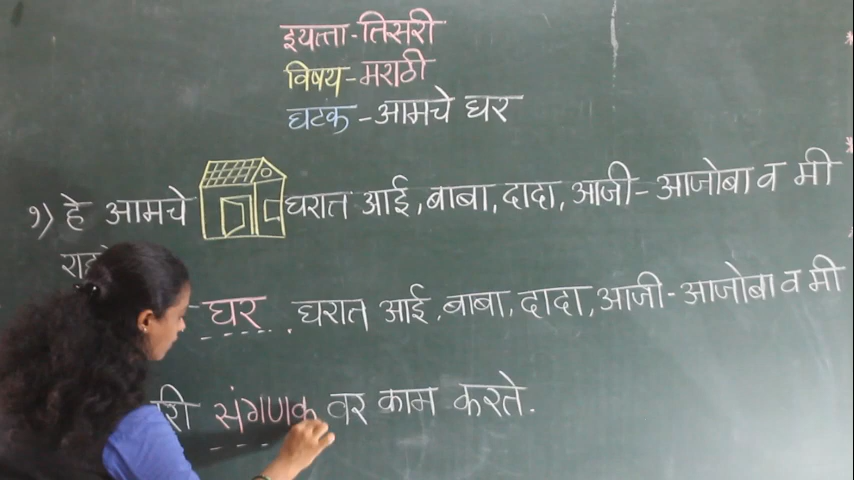 इयत्ता-तिसरी
विषय-मराठी
घटक-आमचे घर
१) हे आमचे घरात आई, बाबा, दादा, आजी-आजोबा व मी
घर. घरात आई, बाबा, दादा, आजी-आजोबा व मी
संगणक वर काम करते.